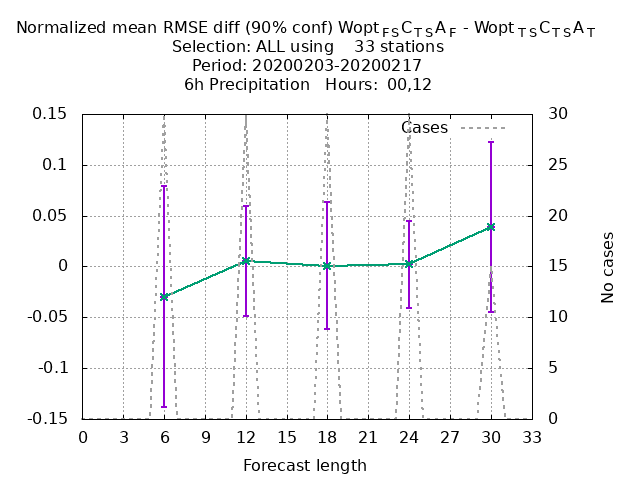 Normalized mean RMSE diff (90% conf) Wopt FS C TS A F - Wopt TS C TS A T
Selection: ALL using 33 stations
Period: 20200203-20200217
6h Precipitation Hours: 00,12
Cases
0.15
0.1
0.05
0
-0.05
-0.1
-0.15
30
25
20
15
10
5
0
No cases
0 3 6 9 12 15 18 21 24 27 30 33
Forecast length